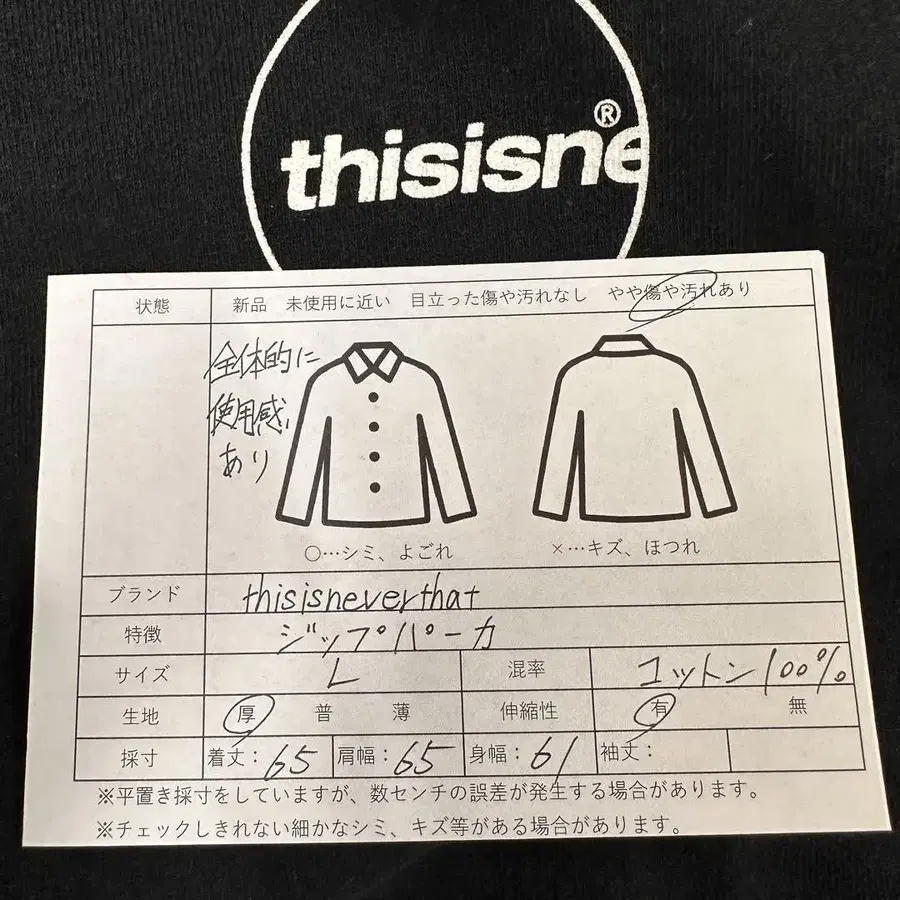 thisisne®
状態 新品 未使用に近い 目立った傷や汚れなし やや傷や汚れあり
全体的に
使用感
あり
○…シミ、よごれ ×…キズ、ほつれ
ブランド thisisneverthat
特徴 ジップパーカ
サイズ L 混率 コットン100%
生地 厚 普 薄 伸縮性 有 無
採寸 着丈：65 肩幅：65 身幅：61 袖丈：
※平置き採寸をしていますが、数センチの誤差が発生する場合があります。
※チェックしきれない細かなシミ、キズ等がある場合があります。